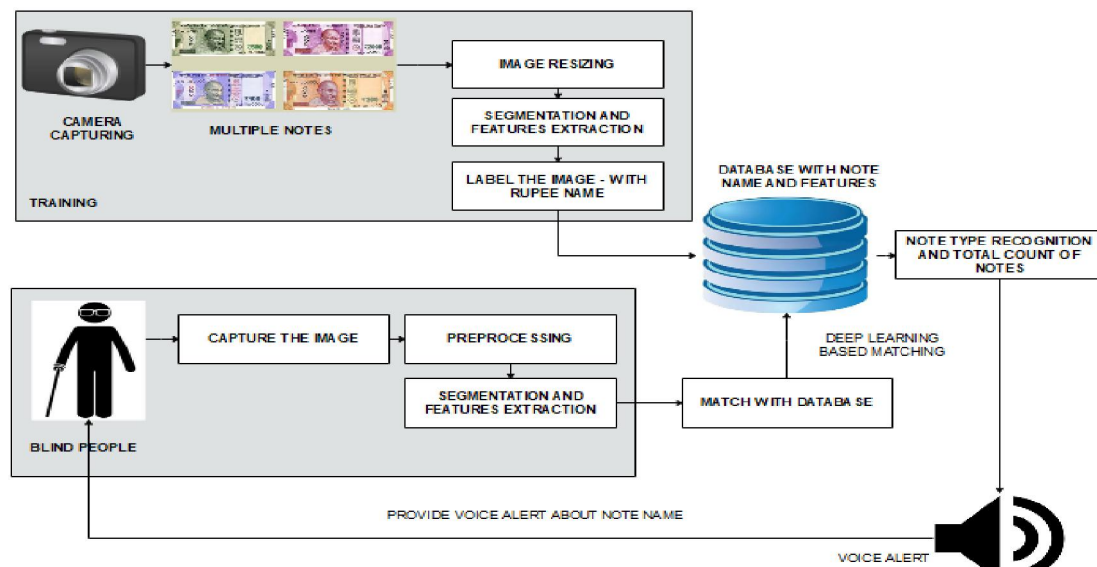 CAMERA
CAPTURING
MULTIPLE NOTES
IMAGE RESIZING
SEGMENTATION AND
FEATURES EXTRACTION
LABEL THE IMAGE - WITH
RUPEE NAME
TRAINING
DATABASE WITH NOTE
NAME AND FEATURES
NOTE TYPE RECOGNITION
AND TOTAL COUNT OF
NOTES
CAPTURE THE IMAGE
PREPROCESSING
SEGMENTATION AND
FEATURES EXTRACTION
BLIND PEOPLE
MATCH WITH DATABASE
DEEP LEARNING
BASED MATCHING
PROVIDE VOICE ALERT ABOUT NOTE NAME
VOICE ALERT